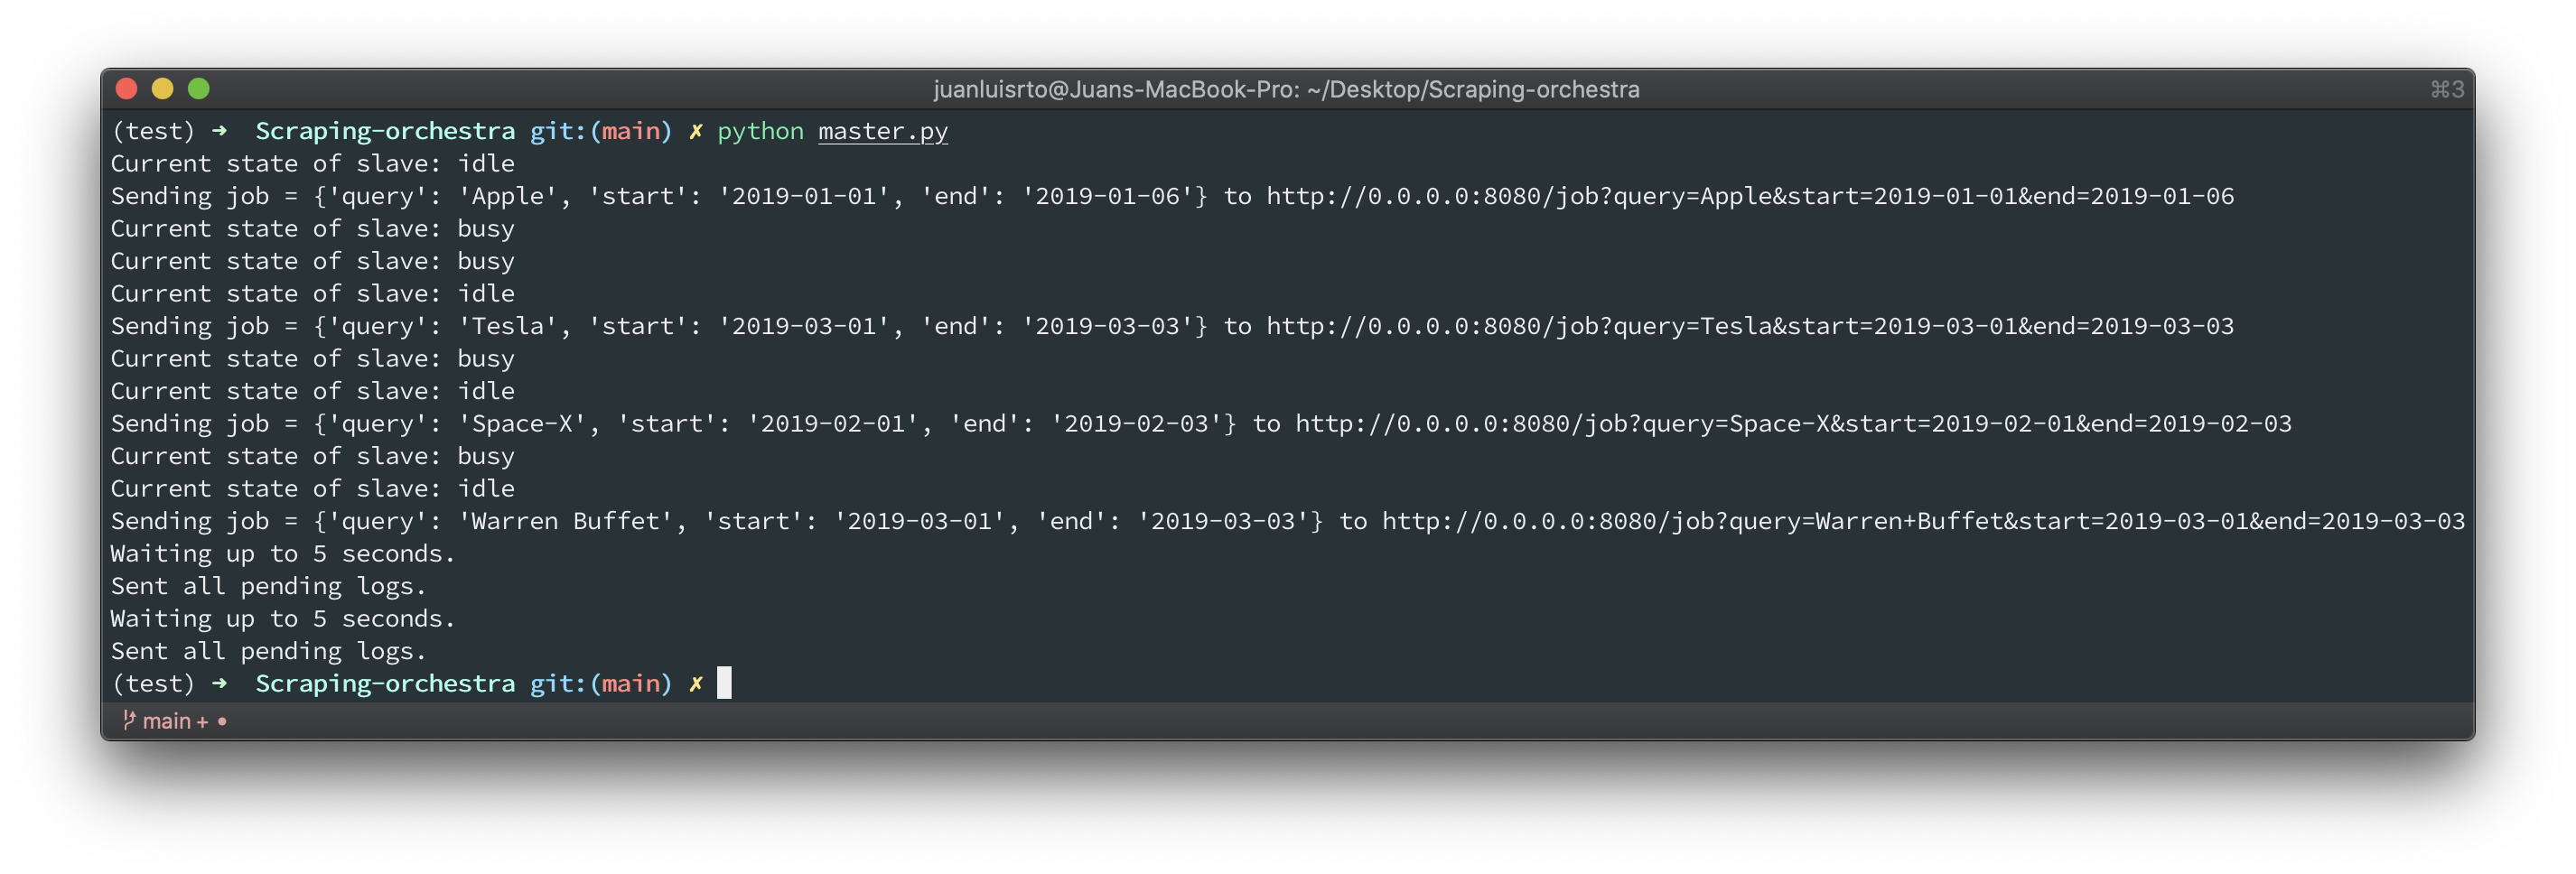 juanluisrto@Juans-MacBook-Pro: ~/Desktop/Scraping-orchestra ⌘3
(test) ➜  Scraping-orchestra git:(main) ✗ python master.py
Current state of slave: idle
Sending job = {'query': 'Apple', 'start': '2019-01-01', 'end': '2019-01-06'} to http://0.0.0.0:8080/job?query=Apple&start=2019-01-01&end=2019-01-06
Current state of slave: busy
Current state of slave: busy
Current state of slave: idle
Sending job = {'query': 'Tesla', 'start': '2019-03-01', 'end': '2019-03-03'} to http://0.0.0.0:8080/job?query=Tesla&start=2019-03-01&end=2019-03-03
Current state of slave: busy
Current state of slave: idle
Sending job = {'query': 'Space-X', 'start': '2019-02-01', 'end': '2019-02-03'} to http://0.0.0.0:8080/job?query=Space-X&start=2019-02-01&end=2019-02-03
Current state of slave: busy
Current state of slave: idle
Sending job = {'query': 'Warren Buffet', 'start': '2019-03-01', 'end': '2019-03-03'} to http://0.0.0.0:8080/job?query=Warren+Buffet&start=2019-03-01&end=2019-03-03
Waiting up to 5 seconds.
Sent all pending logs.
Waiting up to 5 seconds.
Sent all pending logs.
(test) ➜  Scraping-orchestra git:(main) ✗
main + •